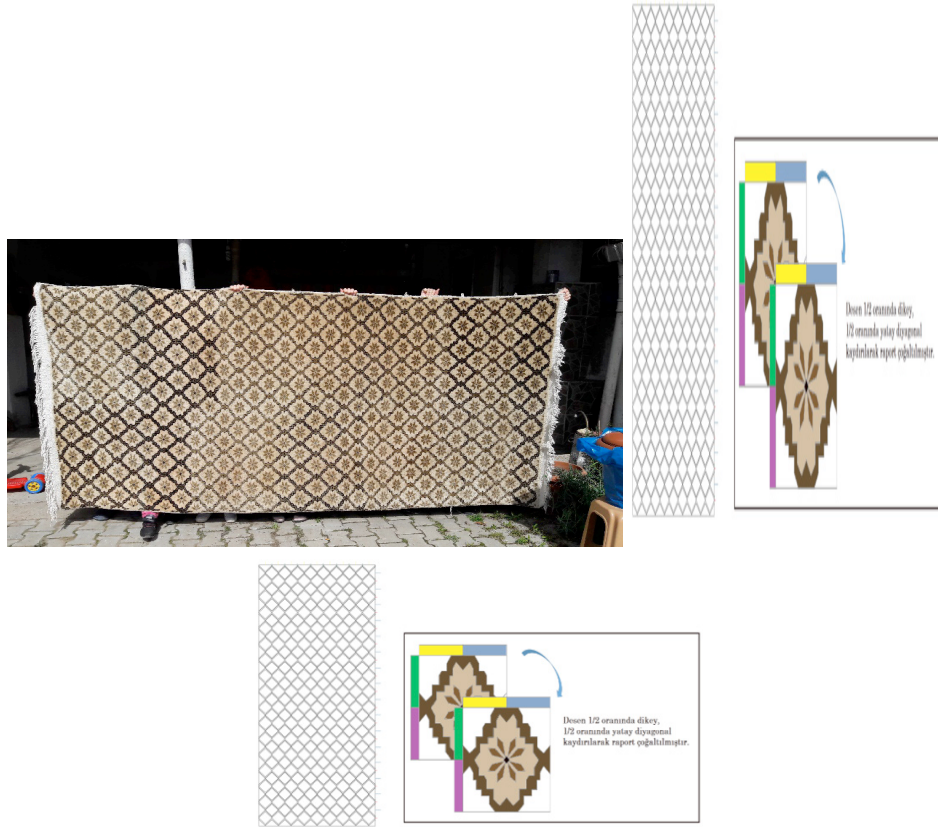 Desen 1/2 oranında dikey,
1/2 oranında yatay diyagonal
kaydırılarak raport çoğaltılmıştır.
Desen 1/2 oranında dikey,
1/2 oranında yatay diyagonal
kaydırılarak raport çoğaltılmıştır.